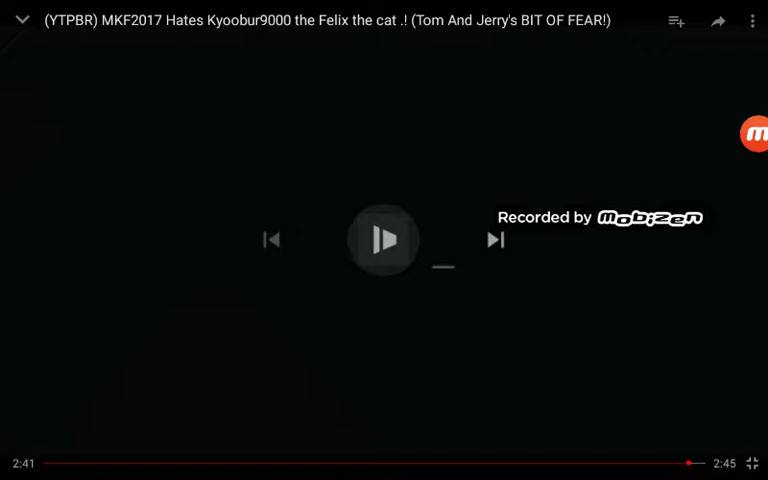 (YTPBR) MKF2017 Hates Kyoobur9000 the Felix the cat .! (Tom And Jerry's BIT OF FEAR!)
m
Recorded by mobizen
2:41
2:45